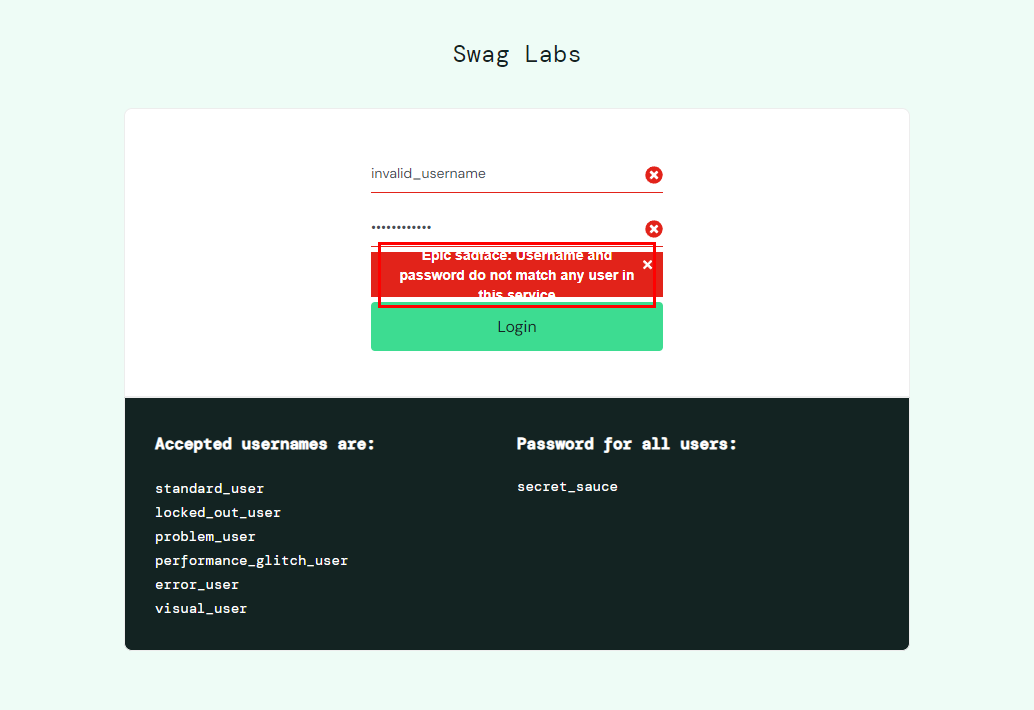 Swag Labs
invalid_username
••••••••••••
Epic sadface: Username and
password do not match any user in
this service
Login
Accepted usernames are:
Password for all users:
standard_user
secret_sauce
locked_out_user
problem_user
performance_glitch_user
error_user
visual_user